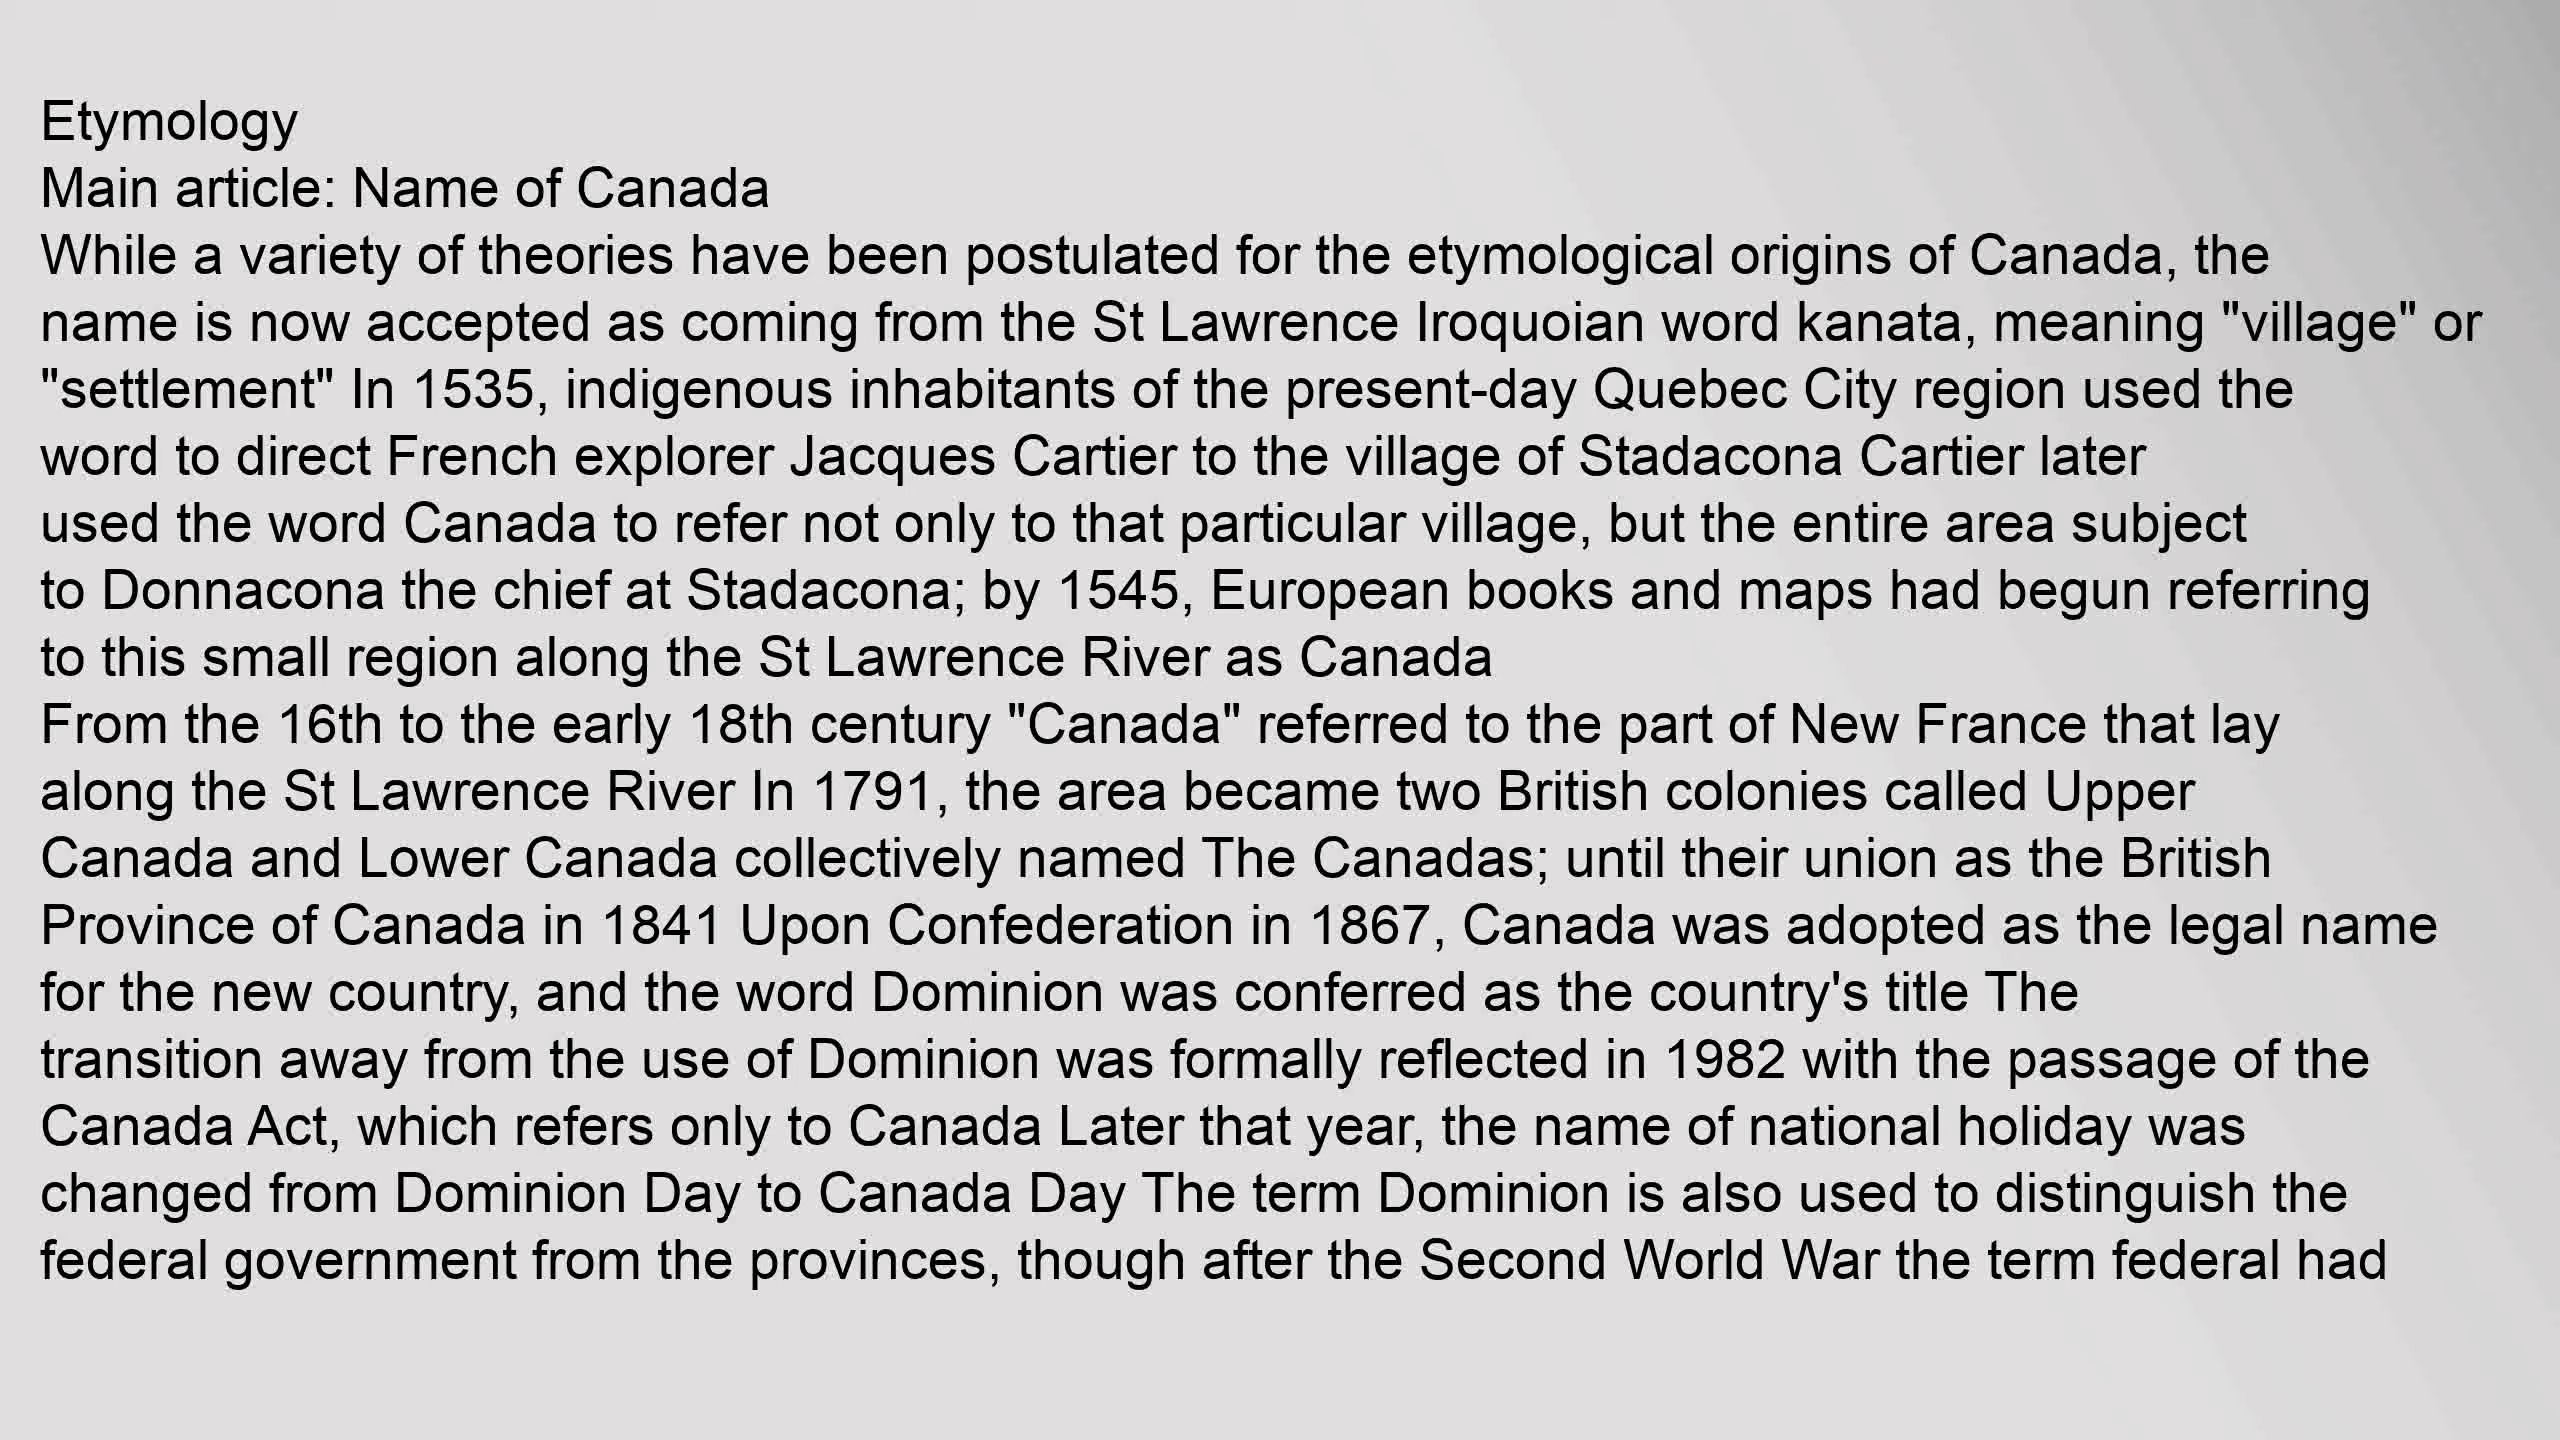 Etymology
Main article: Name of Canada
While a variety of theories have been postulated for the etymological origins of Canada, the
name is now accepted as coming from the St Lawrence Iroquoian word kanata, meaning "village" or
"settlement" In 1535, indigenous inhabitants of the present-day Quebec City region used the
word to direct French explorer Jacques Cartier to the village of Stadacona Cartier later
used the word Canada to refer not only to that particular village, but the entire area subject
to Donnacona the chief at Stadacona; by 1545, European books and maps had begun referring
to this small region along the St Lawrence River as Canada
From the 16th to the early 18th century "Canada" referred to the part of New France that lay
along the St Lawrence River In 1791, the area became two British colonies called Upper
Canada and Lower Canada collectively named The Canadas; until their union as the British
Province of Canada in 1841 Upon Confederation in 1867, Canada was adopted as the legal name
for the new country, and the word Dominion was conferred as the country's title The
transition away from the use of Dominion was formally reflected in 1982 with the passage of the
Canada Act, which refers only to Canada Later that year, the name of national holiday was
changed from Dominion Day to Canada Day The term Dominion is also used to distinguish the
federal government from the provinces, though after the Second World War the term federal had